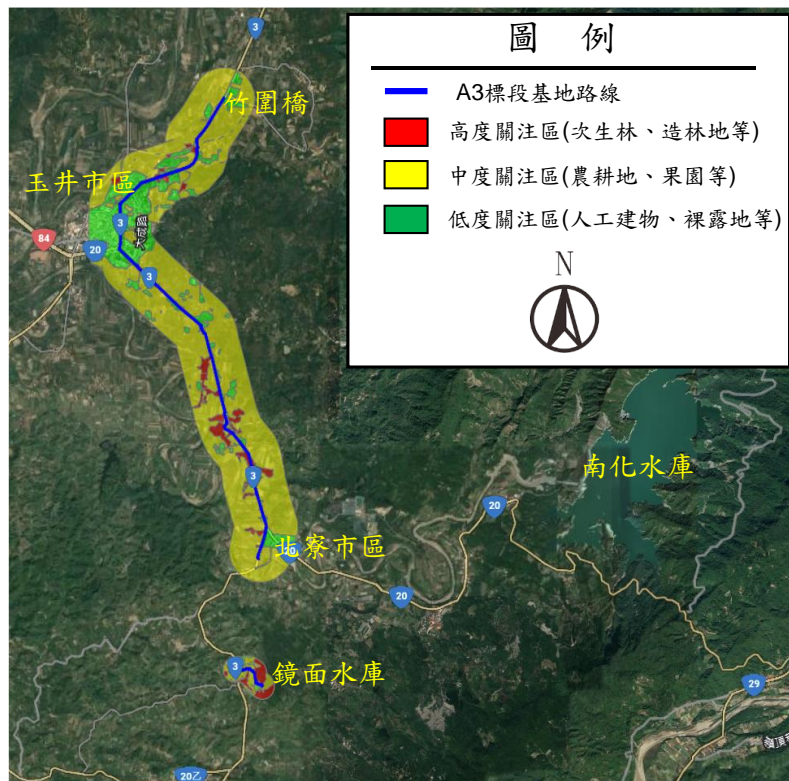 圖 例
A3標段基地路線
高度關注區(次生林、造林地等)
中度關注區(農耕地、果園等)
低度關注區(人工建物、裸露地等)
N
3
竹圍橋
玉井市區
3
84
20
3
3
南化水庫
20
北寮市區
20
3
鏡面水庫
29
20乙